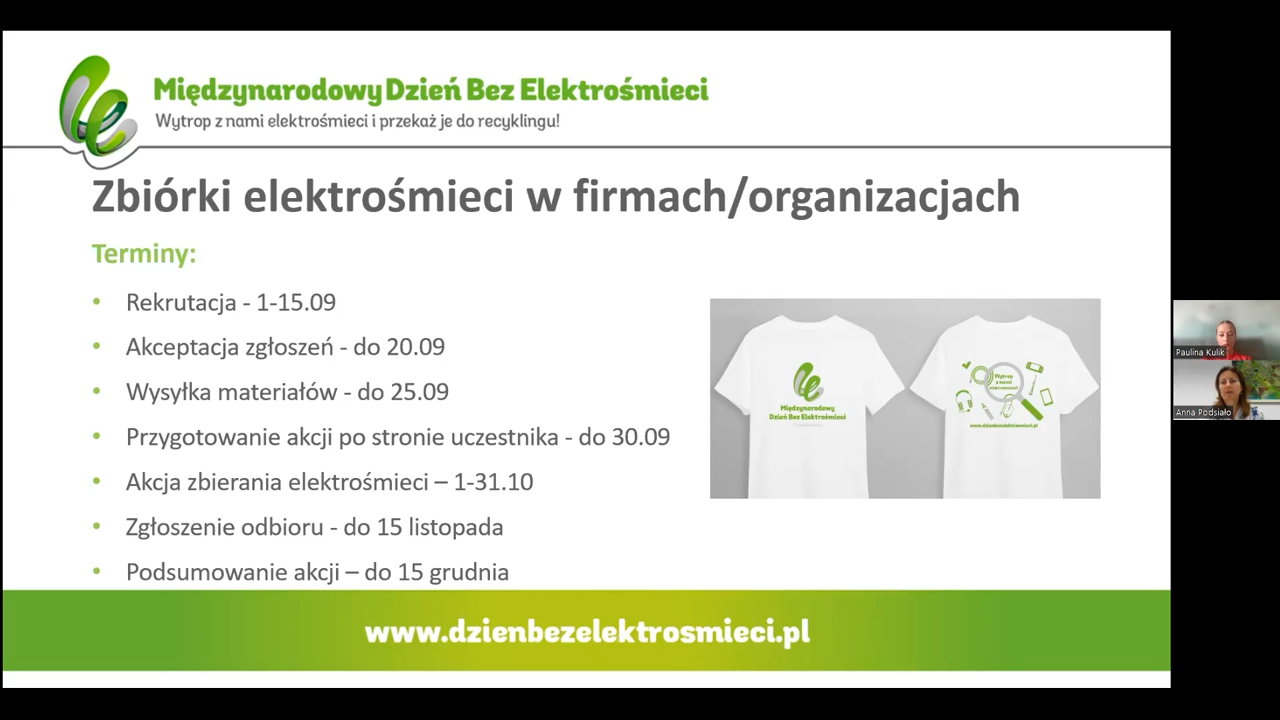 Międzynarodowy Dzień Bez Elektrośmieci
Wytrop z nami elektrośmieci i przekaż je do recyklingu!
Zbiórki elektrośmieci w firmach/organizacjach
Terminy:
• Rekrutacja - 1-15.09
• Akceptacja zgłoszeń - do 20.09
• Wysyłka materiałów - do 25.09
• Przygotowanie akcji po stronie uczestnika - do 30.09
• Akcja zbierania elektrośmieci – 1-31.10
• Zgłoszenie odbioru - do 15 listopada
• Podsumowanie akcji – do 15 grudnia
Międzynarodowy
Dzień Bez Elektrośmieci
Wytrop
z nami
elektrośmieci!
www.dzienbezelektrosmieci.pl
www.dzienbezelektrosmieci.pl
Paulina Kulik
Anna Podsiało